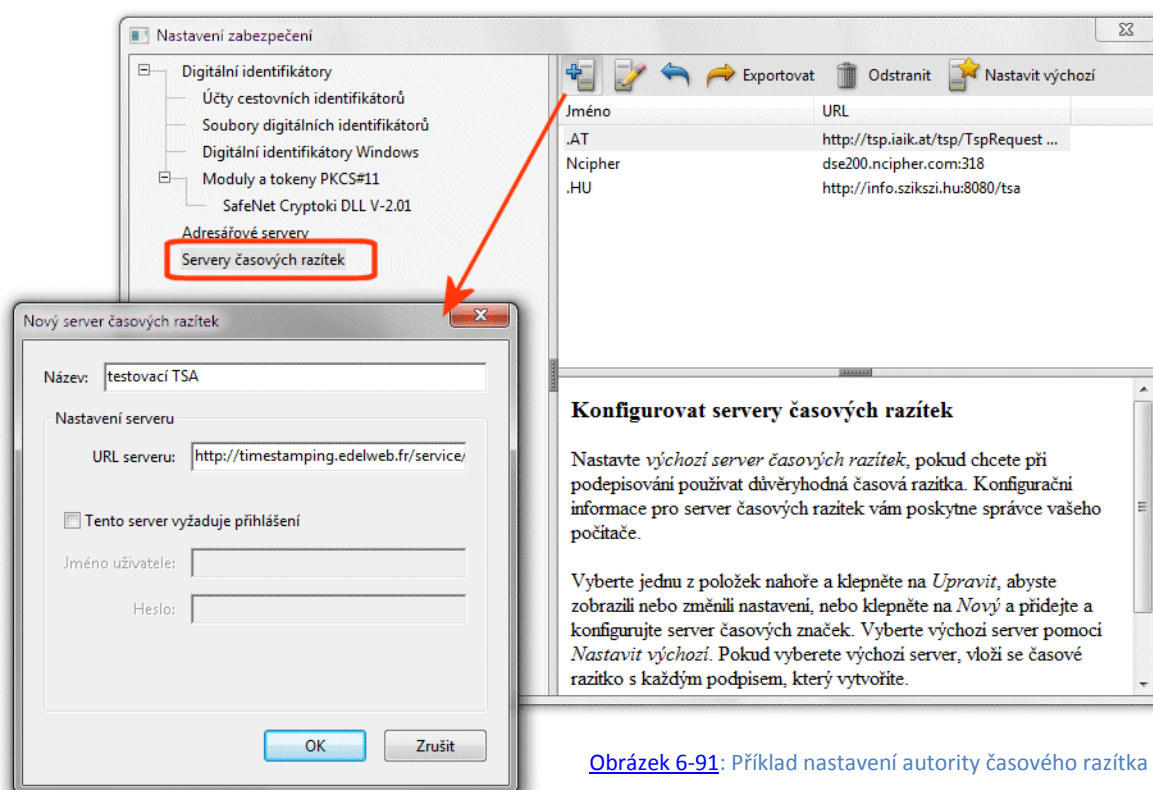 Nastavení zabezpečení
Digitální identifikátory
Účty cestovních identifikátorů
Soubory digitálních identifikátorů
Digitální identifikátory Windows
Moduly a tokeny PKCS#11
SafeNet Cryptoki DLL V-2.01
Adresářové servery
Servery časových razítek
Exportovat
Odstranit
Nastavit výchozí
Jméno URL
.AT http://tsp.iaik.at/tsp/TspRequest ...
Ncipher dse200.ncipher.com:318
.HU http://info.szikszi.hu:8080/tsa
Nový server časových razítek
Název: testovací TSA
Nastavení serveru
URL serveru: http://timestamping.edelweb.fr/service/
Tento server vyžaduje přihlášení
Jméno uživatele:
Heslo:
OK
Zrušit
Konfigurovat servery časových razítek
Nastavte výchozí server časových razítek, pokud chcete při
podepisování používat důvěryhodná časová razítka. Konfigurační
informace pro server časových razítek vám poskytne správce vašeho
počítače.
Vyberte jednu z položek nahoře a klepněte na Upravit, abyste
zobrazili nebo změnili nastavení, nebo klepněte na Nový a přidejte a
konfigurujte server časových značek. Vyberte výchozí server pomocí
Nastavit výchozí. Pokud vyberete výchozí server, vloží se časové
razítko s každým podpisem, který vytvoříte.
Obrázek 6-91: Příklad nastavení autority časového razítka